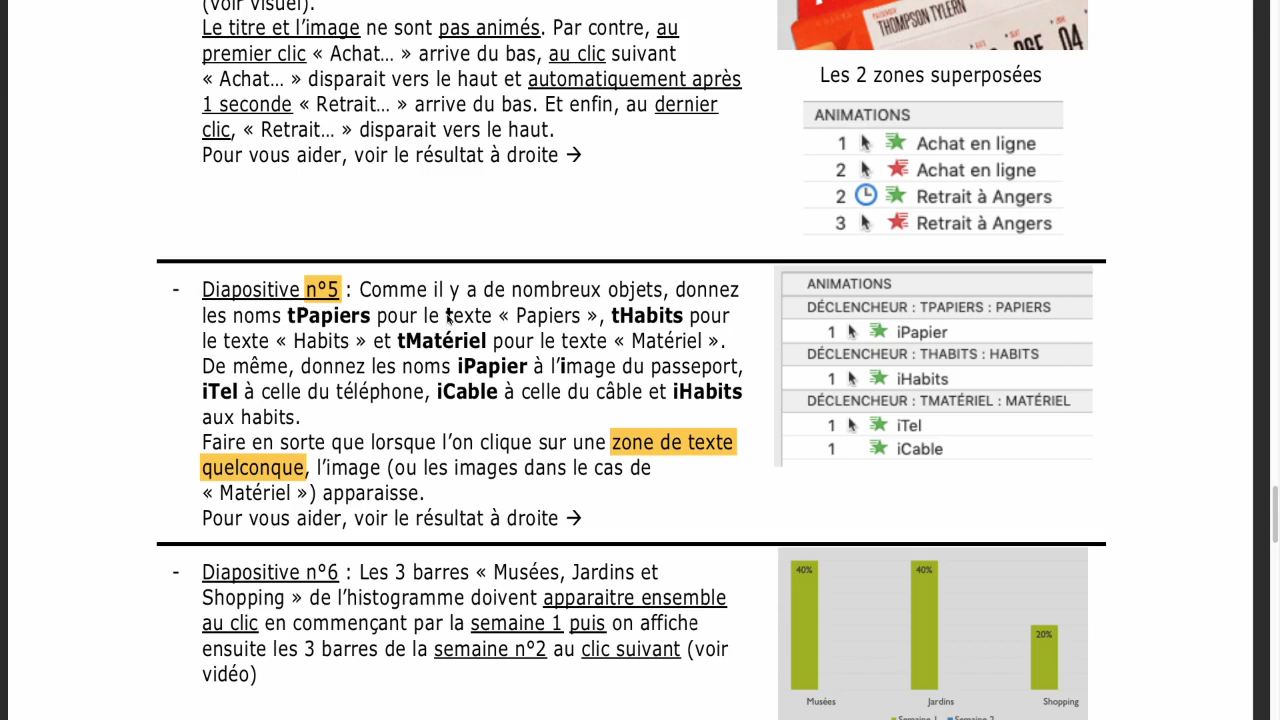 (voir visuel).
Le titre et l’image ne sont pas animés. Par contre, au
premier clic « Achat... » arrive du bas, au clic suivant
« Achat... » disparait vers le haut et automatiquement après
1 seconde « Retrait... » arrive du bas. Et enfin, au dernier
clic, « Retrait... » disparait vers le haut.
Pour vous aider, voir le résultat à droite →
THOMPSON TYLERN
04
Les 2 zones superposées
ANIMATIONS
1 Achat en ligne
2 Achat en ligne
2 Retrait à Angers
3 Retrait à Angers
- Diapositive n°5 : Comme il y a de nombreux objets, donnez
les noms tPapiers pour le texte « Papiers », tHabits pour
le texte « Habits » et tMatériel pour le texte « Matériel ».
De même, donnez les noms iPapier à l’image du passeport,
iTel à celle du téléphone, iCable à celle du câble et iHabits
aux habits.
Faire en sorte que lorsque l’on clique sur une zone de texte
quelconque, l’image (ou les images dans le cas de
« Matériel ») apparaisse.
Pour vous aider, voir le résultat à droite →
ANIMATIONS
DÉCLENCHEUR : TPAPIERS : PAPIERS
1 iPapier
DÉCLENCHEUR : THABITS : HABITS
1 iHabits
DÉCLENCHEUR : TMATÉRIEL : MATÉRIEL
1 iTel
1 iCable
- Diapositive n°6 : Les 3 barres « Musées, Jardins et
Shopping » de l’histogramme doivent apparaitre ensemble
au clic en commençant par la semaine 1 puis on affiche
ensuite les 3 barres de la semaine n°2 au clic suivant (voir
vidéo)
40% 40% 20%
Musées Jardins Shopping
Semaine 1 Semaine 2